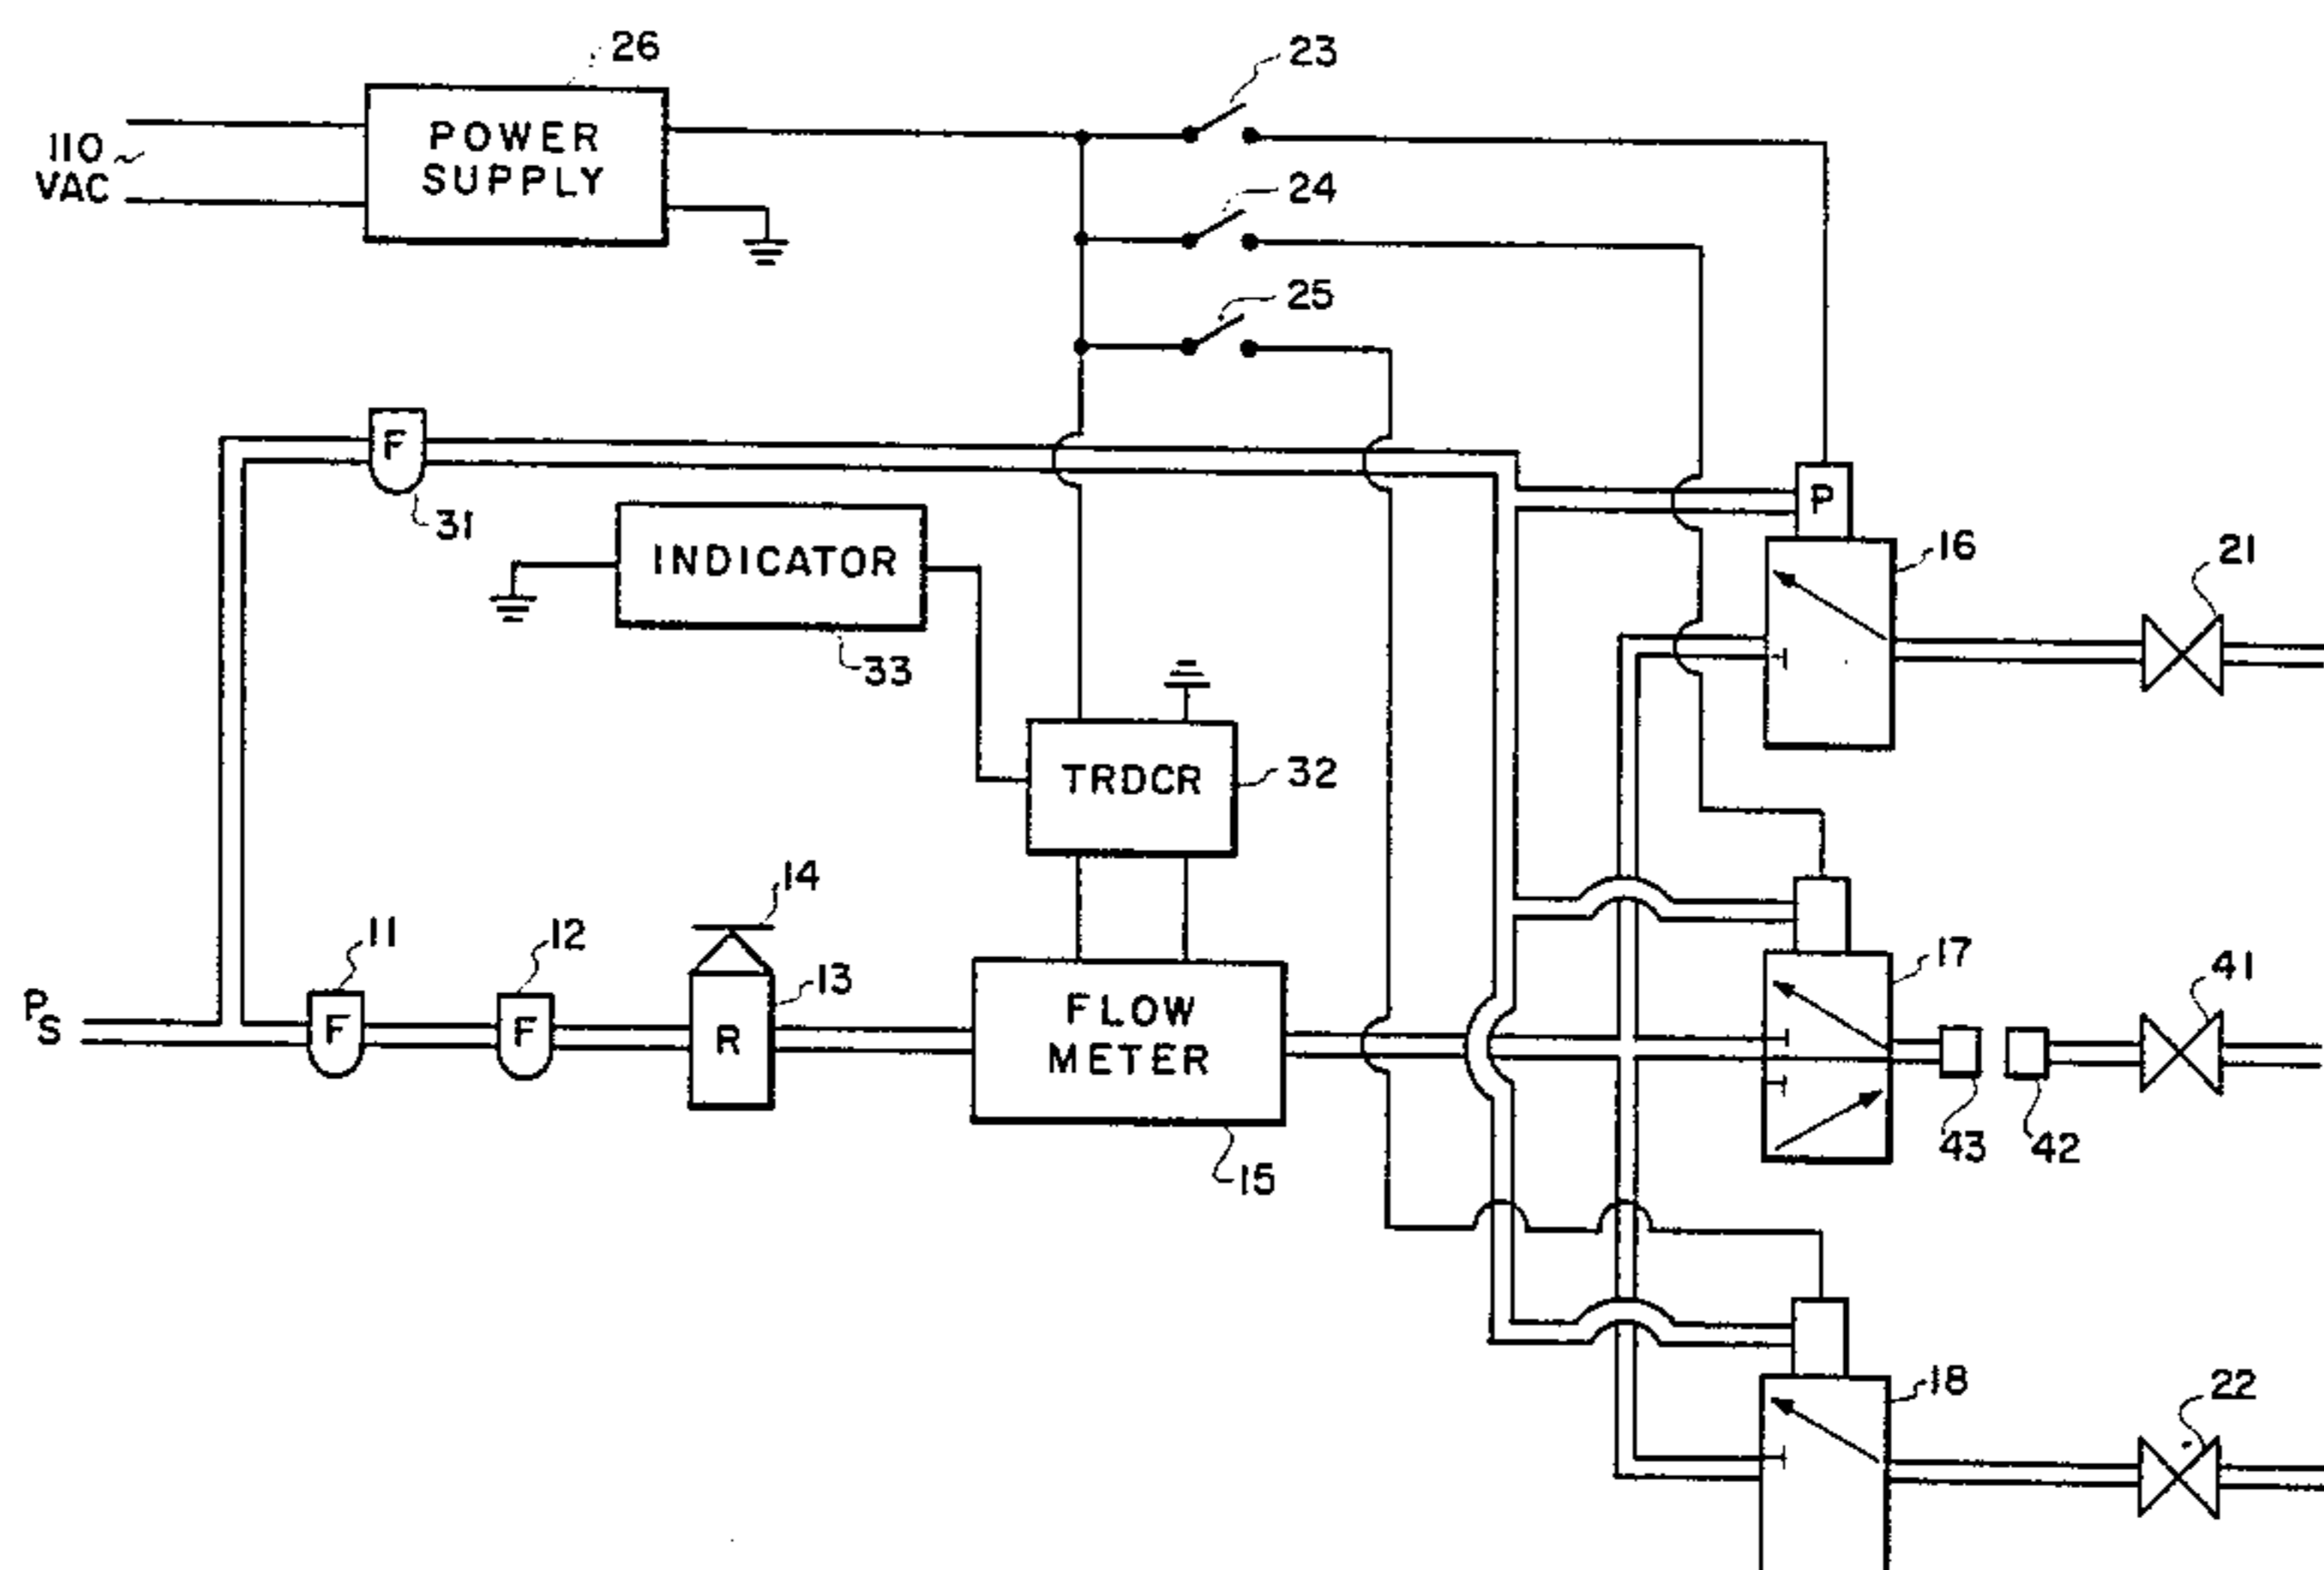 26
23
110
VAC
POWER
SUPPLY
24
25
F
31
P
16
21
INDICATOR
33
TRDCR
32
14
11
12
13
17
41
PS
F
F
R
FLOW
METER
43
42
15
18
22